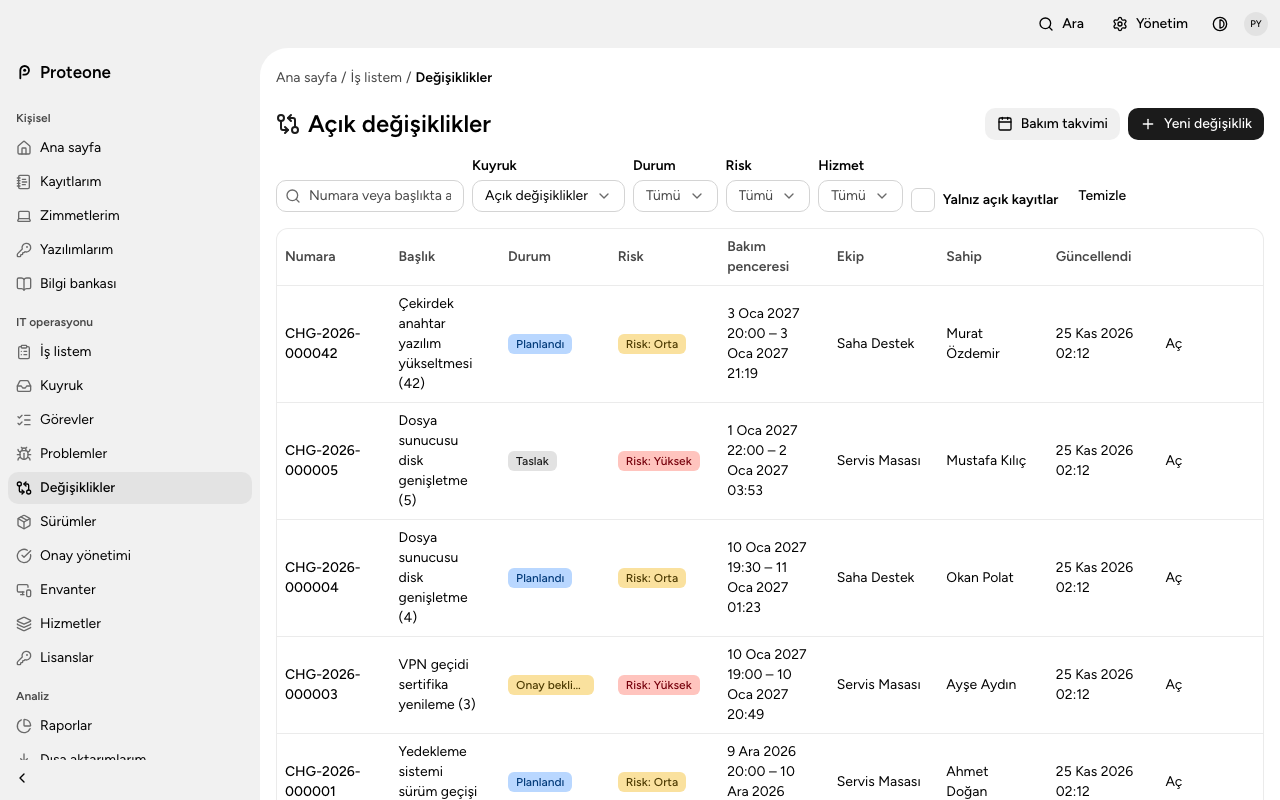 Ara
Yönetim
PY
Proteone
Kişisel
Ana sayfa
Kayıtlarım
Zimmetlerim
Yazılımlarım
Bilgi bankası
IT operasyonu
İş listem
Kuyruk
Görevler
Problemler
Değişiklikler
Sürümler
Onay yönetimi
Envanter
Hizmetler
Lisanslar
Analiz
Raporlar
Dışa aktarımlarım
Ana sayfa / İş listem / Değişiklikler
Açık değişiklikler
Bakım takvimi
Yeni değişiklik
Kuyruk
Durum
Risk
Hizmet
Numara veya başlıkta a
Açık değişiklikler
Tümü
Tümü
Tümü
Yalnız açık kayıtlar
Temizle
Numara
Başlık
Durum
Risk
Bakım
penceresi
Ekip
Sahip
Güncellendi
CHG-2026-
000042
Çekirdek
anahtar
yazılım
yükseltmesi
(42)
Planlandı
Risk: Orta
3 Oca 2027
20:00 – 3
Oca 2027
21:19
Saha Destek
Murat
Özdemir
25 Kas 2026
02:12
Aç
CHG-2026-
000005
Dosya
sunucusu
disk
genişletme
(5)
Taslak
Risk: Yüksek
1 Oca 2027
22:00 – 2
Oca 2027
03:53
Servis Masası
Mustafa Kılıç
25 Kas 2026
02:12
Aç
CHG-2026-
000004
Dosya
sunucusu
disk
genişletme
(4)
Planlandı
Risk: Orta
10 Oca 2027
19:30 – 11
Oca 2027
01:23
Saha Destek
Okan Polat
25 Kas 2026
02:12
Aç
CHG-2026-
000003
VPN geçidi
sertifika
yenileme (3)
Onay bekli...
Risk: Yüksek
10 Oca 2027
19:00 – 10
Oca 2027
20:49
Servis Masası
Ayşe Aydın
25 Kas 2026
02:12
Aç
CHG-2026-
000001
Yedekleme
sistemi
sürüm geçişi
Planlandı
Risk: Orta
9 Ara 2026
20:00 – 10
Ara 2026
Servis Masası
Ahmet
Doğan
25 Kas 2026
02:12
Aç